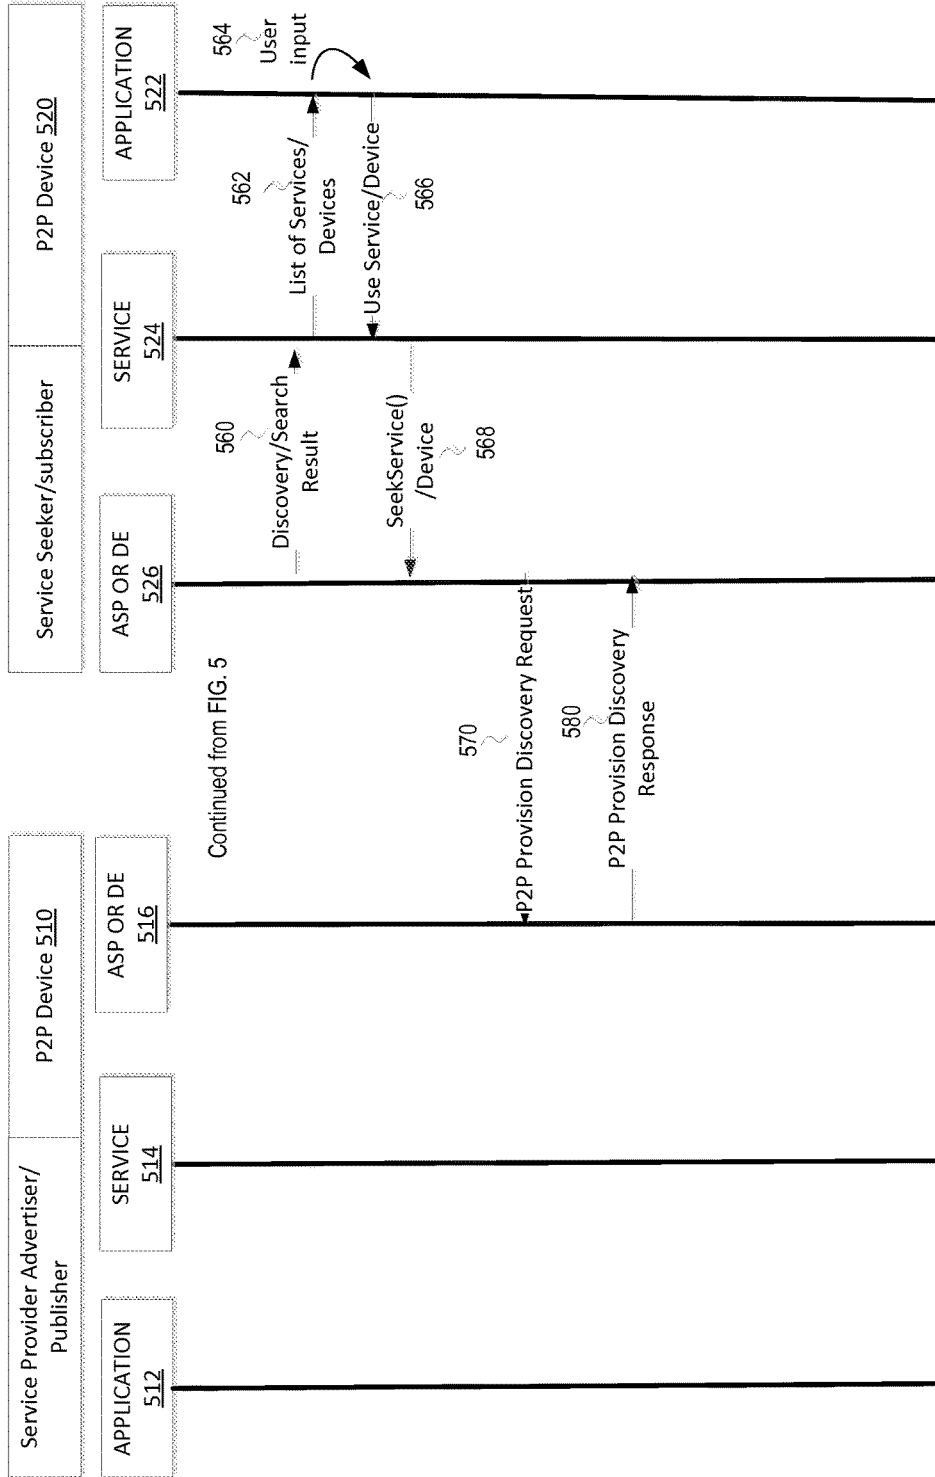 Service Provider Advertiser/
Publisher
P2P Device 510
Service Seeker/subscriber
P2P Device 520
APPLICATION
512
SERVICE
514
ASP OR DE
516
ASP OR DE
526
SERVICE
524
APPLICATION
522
Continued from FIG. 5
560
Discovery/Search
Result
562
List of Services/
Devices
564
User
input
Use Service/Device
566
SeekService()
/Device
568
570
P2P Provision Discovery Request
580
P2P Provision Discovery
Response